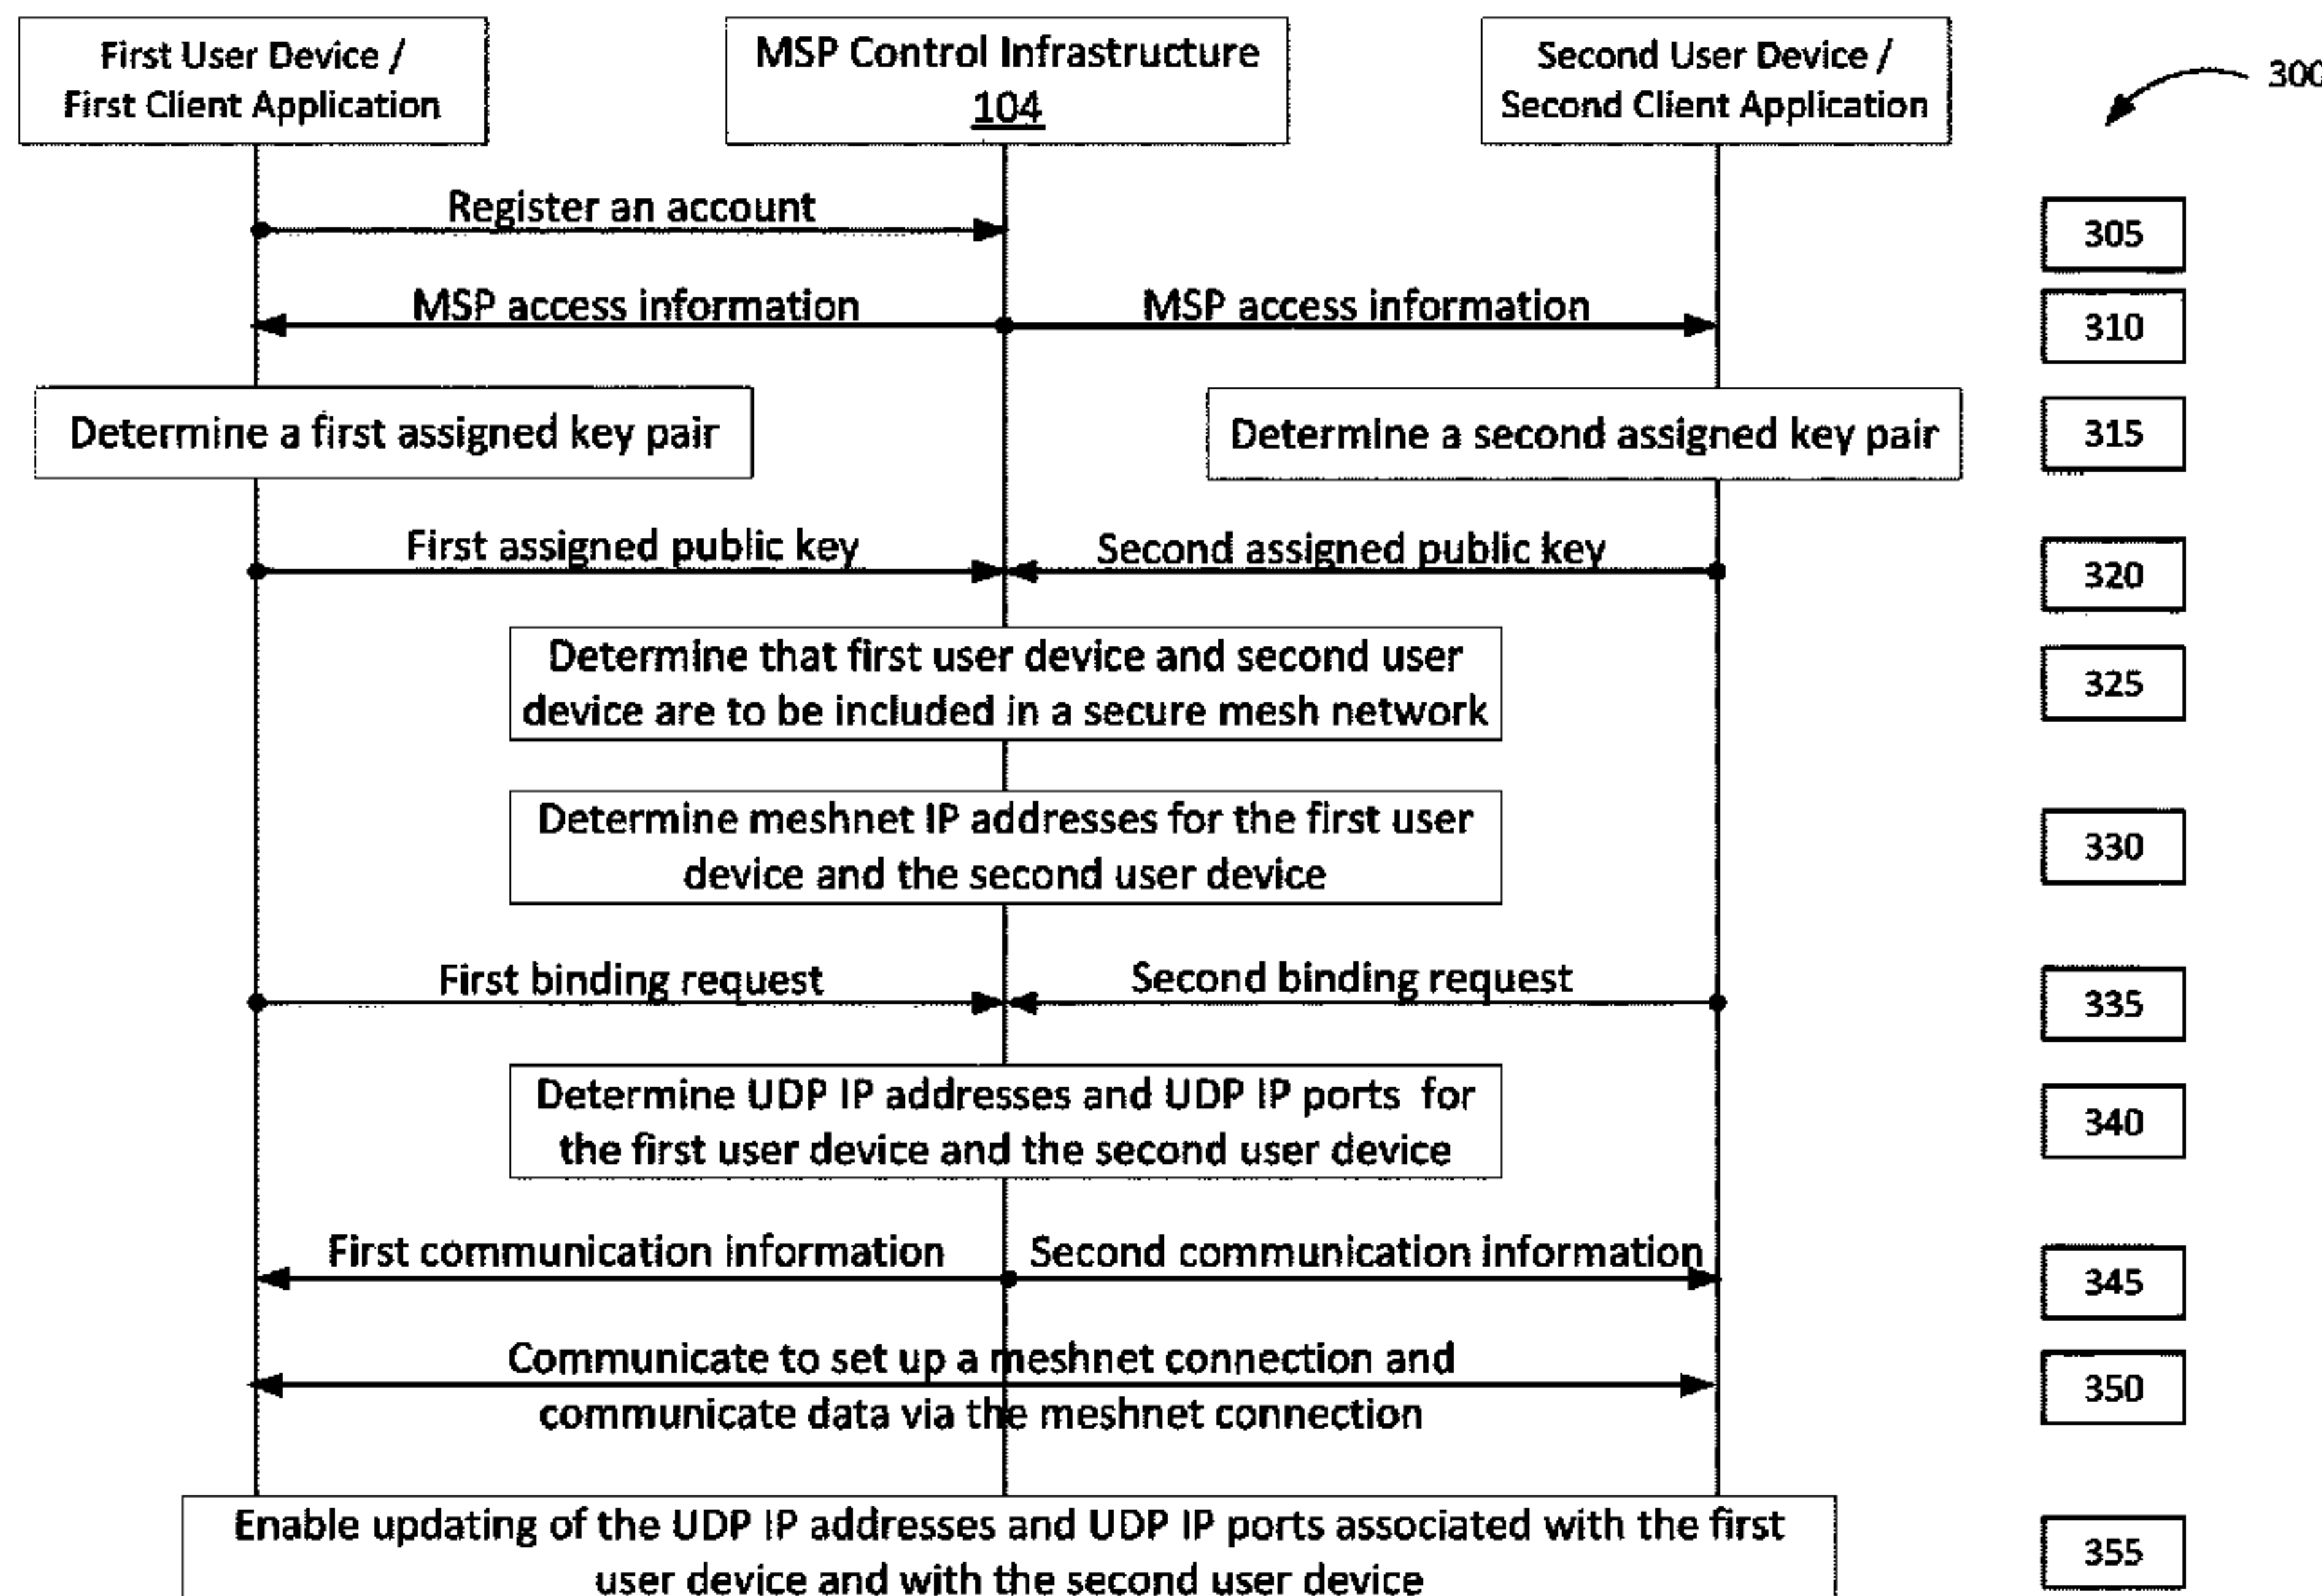 First User Device /
First Client Application
MSP Control Infrastructure
104
Second User Device /
Second Client Application
300
Register an account
305
MSP access information
MSP access information
310
Determine a first assigned key pair
Determine a second assigned key pair
315
First assigned public key
Second assigned public key
320
Determine that first user device and second user
device are to be included in a secure mesh network
325
Determine meshnet IP addresses for the first user
device and the second user device
330
First binding request
Second binding request
335
Determine UDP IP addresses and UDP IP ports for
the first user device and the second user device
340
First communication information
Second communication information
345
Communicate to set up a meshnet connection and
communicate data via the meshnet connection
350
Enable updating of the UDP IP addresses and UDP IP ports associated with the first
user device and with the second user device
355